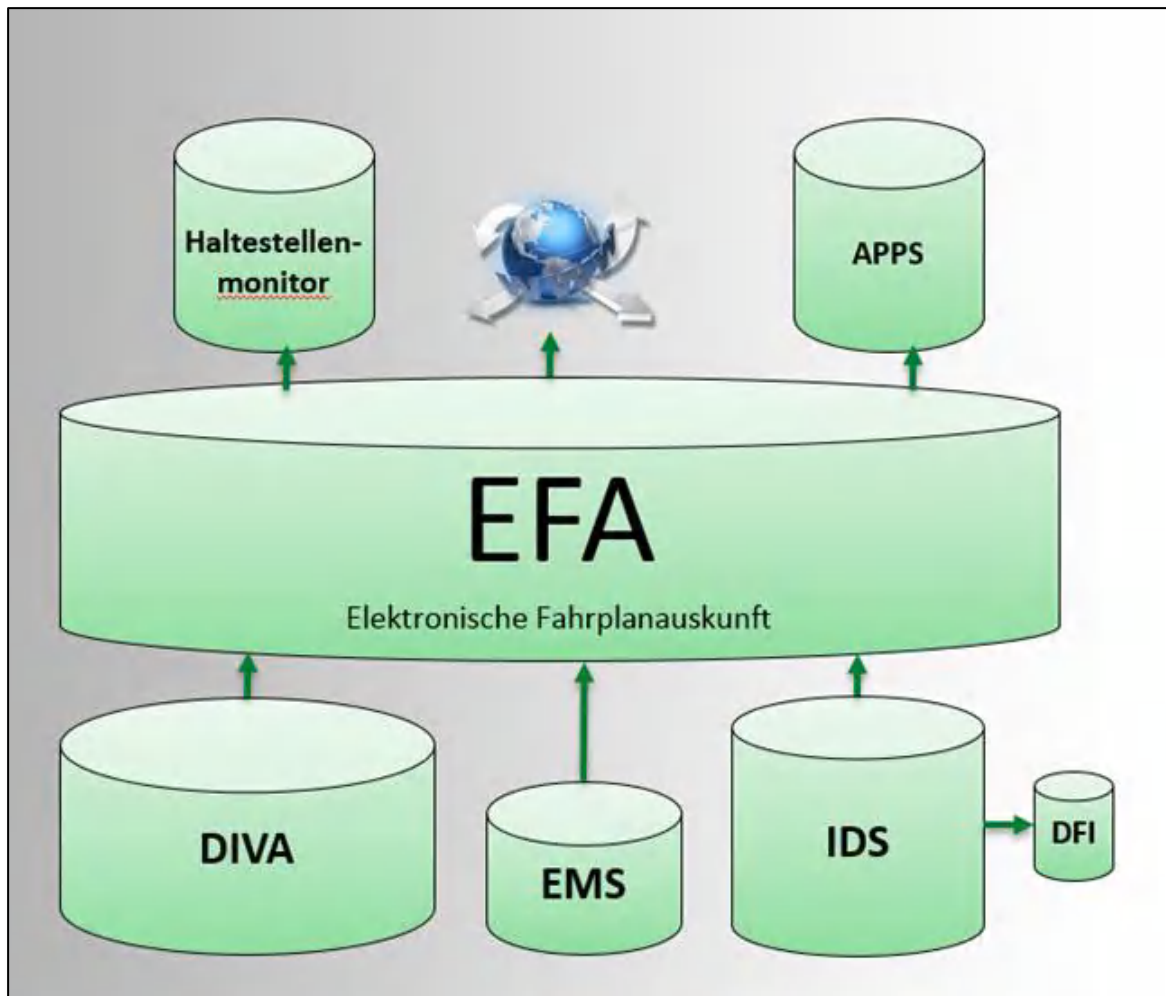 Haltestellen-
monitor
APPS
EFA
Elektronische Fahrplanauskunft
DIVA
EMS
IDS
DFI